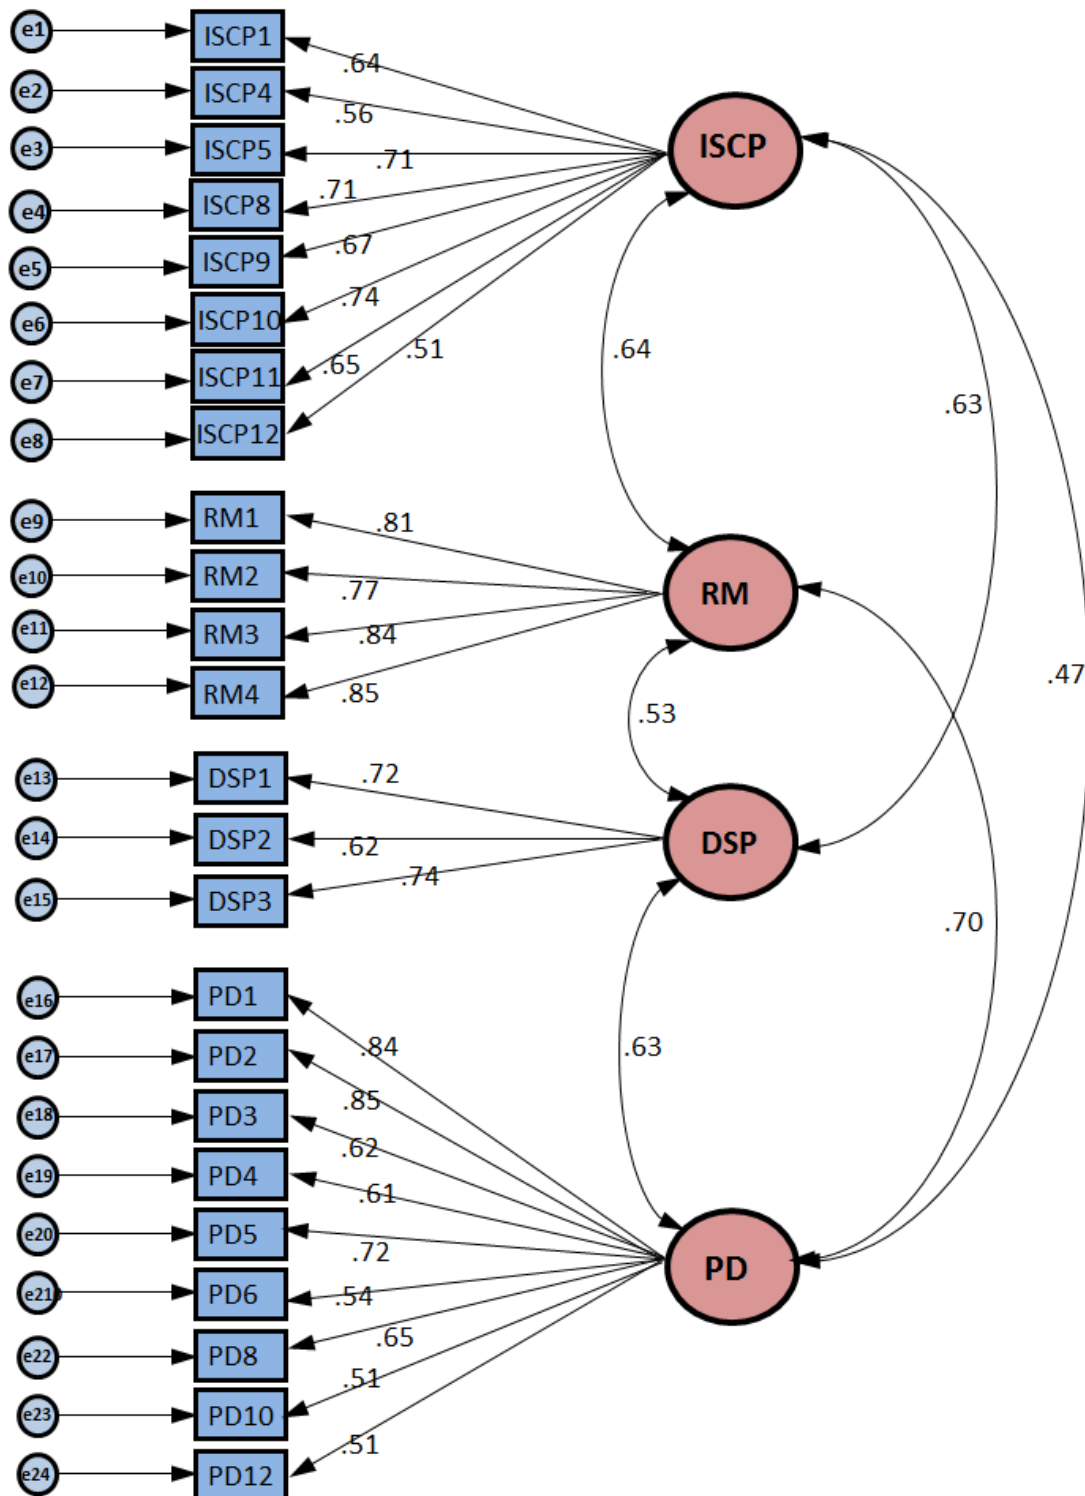 e1 ISCP1
.64
e2 ISCP4
.56
e3 ISCP5
.71
e4 ISCP8
.71
e5 ISCP9
.67
e6 ISCP10
.74
e7 ISCP11
.65
e8 ISCP12
.51
ISCP
.64
.63
.47
e9 RM1
.81
e10 RM2
.77
e11 RM3
.84
e12 RM4
.85
RM
.53
.70
e13 DSP1
.72
e14 DSP2
.62
e15 DSP3
.74
DSP
.63
e16 PD1
.84
e17 PD2
.85
e18 PD3
.62
e19 PD4
.61
e20 PD5
.72
e21 PD6
.54
e22 PD8
.65
e23 PD10
.51
e24 PD12
.51
PD